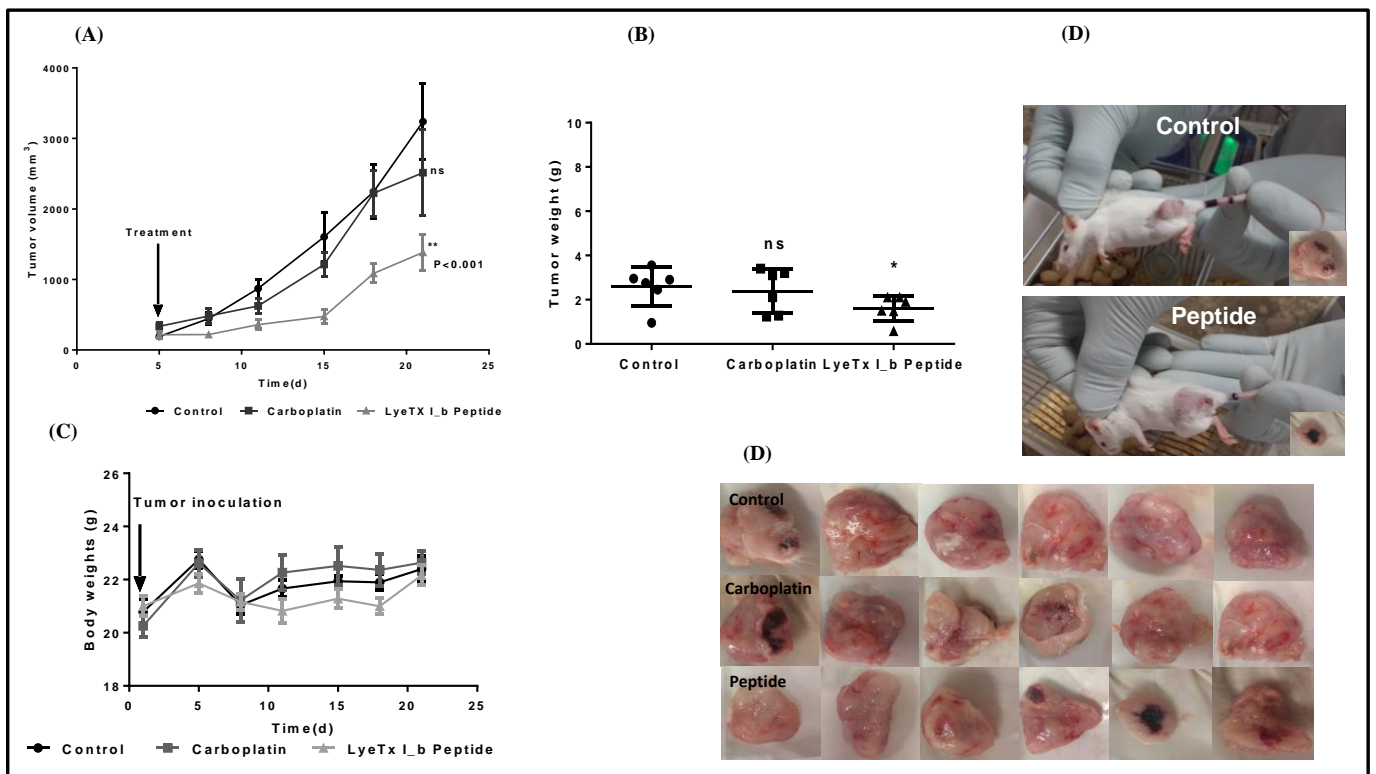 (A)
4000
3000
2000
1000
0
Tumor volume (mm³)
Treatment
ns
**
P<0.001
0 5 10 15 20 25
Time(d)
Control Carboplatin LyeTX I_b Peptide
(B)
10
8
6
4
2
0
Tumor weight (g)
ns
*
Control Carboplatin LyeTx I_b Peptide
(D)
Control
Peptide
(C)
26
24
22
20
18
Body weights (g)
Tumor inoculation
0 5 10 15 20 25
Time(d)
Control Carboplatin LyeTx I_b Peptide
(D)
Control
Carboplatin
Peptide